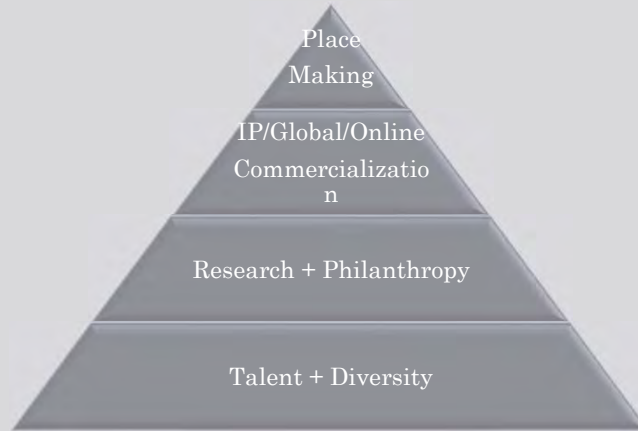 Place
Making
IP/Global/Online
Commercializatio
n
Research + Philanthropy
Talent + Diversity